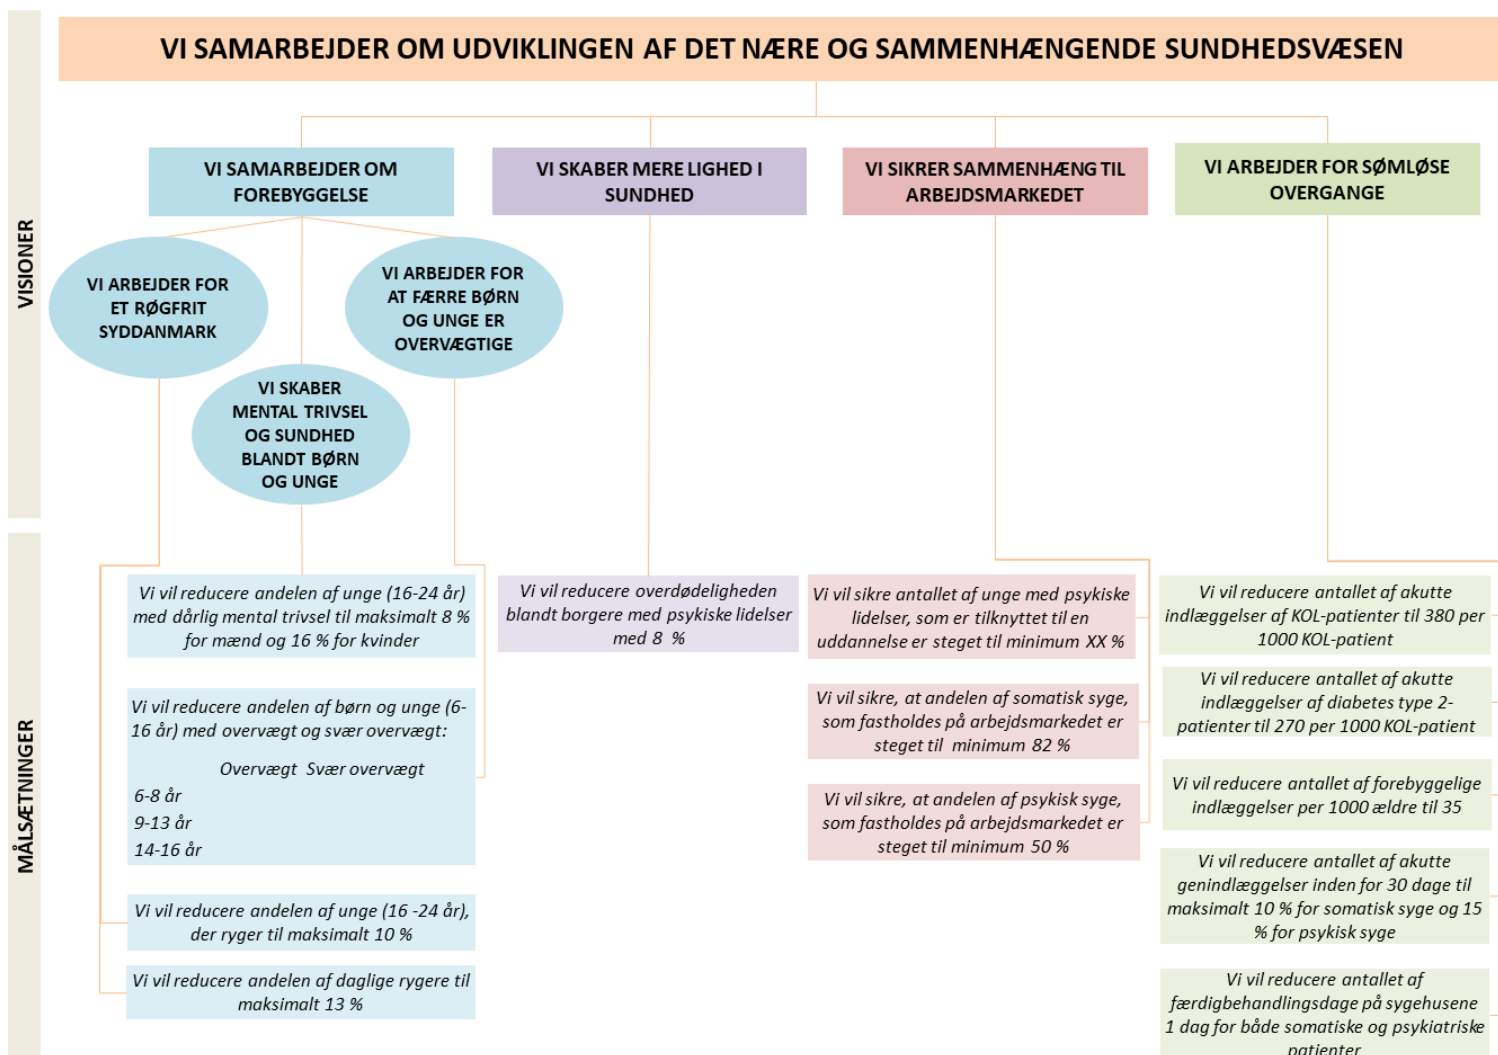 VI SAMARBEJDER OM UDVIKLINGEN AF DET NÆRE OG SAMMENHÆNGENDE SUNDHEDSVÆSEN
VISIONER
VI SAMARBEJDER OM
FOREBYGGELSE
VI SKABER MERE LIGHED I
SUNDHED
VI SIKRER SAMMENHÆNG TIL
ARBEJDSMARKEDET
VI ARBEJDER FOR SØMLØSE
OVERGANGE
VI ARBEJDER FOR
ET RØGFRIT
SYDDANMARK
VI ARBEJDER FOR
AT FÆRRE BØRN
OG UNGE ER
OVERVÆGTIGE
VI SKABER
MENTAL TRIVSEL
OG SUNDHED
BLANDT BØRN
OG UNGE
MÅLSÆTNINGER
Vi vil reducere andelen af unge (16-24 år)
med dårlig mental trivsel til maksimalt 8 %
for mænd og 16 % for kvinder
Vi vil reducere andelen af børn og unge (6-
16 år) med overvægt og svær overvægt:
Overvægt Svær overvægt
6-8 år
9-13 år
14-16 år
Vi vil reducere andelen af unge (16 -24 år),
der ryger til maksimalt 10 %
Vi vil reducere andelen af daglige rygere til
maksimalt 13 %
Vi vil reducere overdødeligheden
blandt borgere med psykiske lidelser
med 8 %
Vi vil sikre antallet af unge med psykiske
lidelser, som er tilknyttet til en
uddannelse er steget til minimum XX %
Vi vil sikre, at andelen af somatisk syge,
som fastholdes på arbejdsmarkedet er
steget til minimum 82 %
Vi vil sikre, at andelen af psykisk syge,
som fastholdes på arbejdsmarkedet er
steget til minimum 50 %
Vi vil reducere antallet af akutte
indlæggelser af KOL-patienter til 380 per
1000 KOL-patient
Vi vil reducere antallet af akutte
indlæggelser af diabetes type 2-
patienter til 270 per 1000 KOL-patient
Vi vil reducere antallet af forebyggelige
indlæggelser per 1000 ældre til 35
Vi vil reducere antallet af akutte
genindlæggelser inden for 30 dage til
maksimalt 10 % for somatisk syge og 15
% for psykisk syge
Vi vil reducere antallet af
færdigbehandlingsdage på sygehusene
1 dag for både somatiske og psykiatriske
patienter